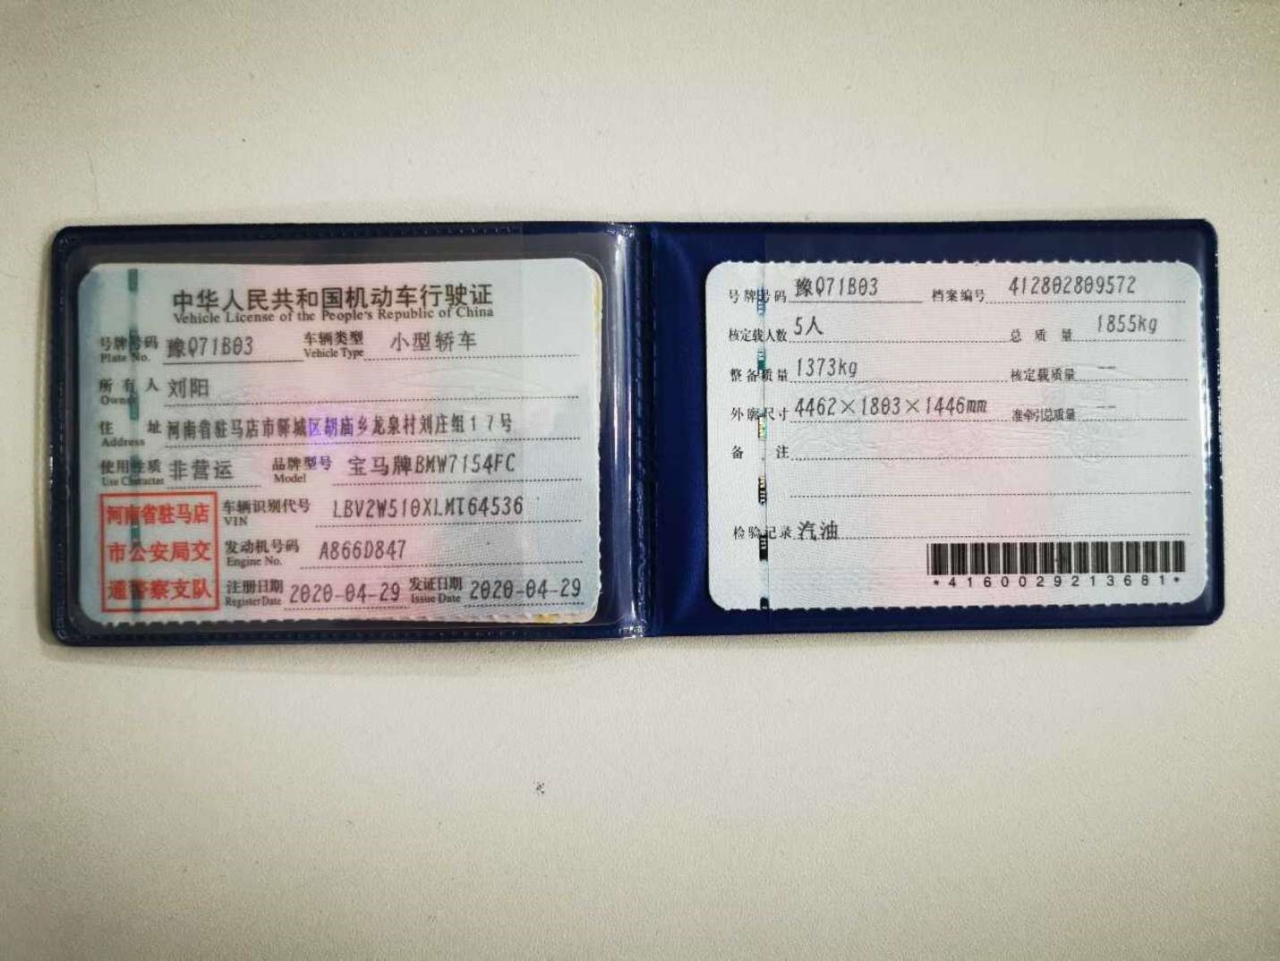 中华人民共和国机动车行驶证
Vehicle License of the People's Republic of China
号牌号码 豫Q71B03 车辆类型 小型轿车
Plate No. Vehicle Type
所有人 刘阳
Owner
住址 河南省驻马店市驿城区胡庙乡龙泉村刘庄组17号
Address
使用性质 非营运 品牌型号 宝马牌BMW7154FC
Use Character Model
河南省驻马店
市公安局交
通警察支队
车辆识别代号 LBV2W510XLMT64536
VIN
发动机号码 A866D847
Engine No.
注册日期 2020-04-29 发证日期 2020-04-29
Register Date Issue Date
号牌号码 豫Q71B03 档案编号 412802809572
核定载人数 5人 总质量 1855kg
整备质量 1373kg 核定载质量 --
外廓尺寸 4462×1803×1446mm 准牵引总质量 --
备注
检验记录 汽油
*4160029213681*